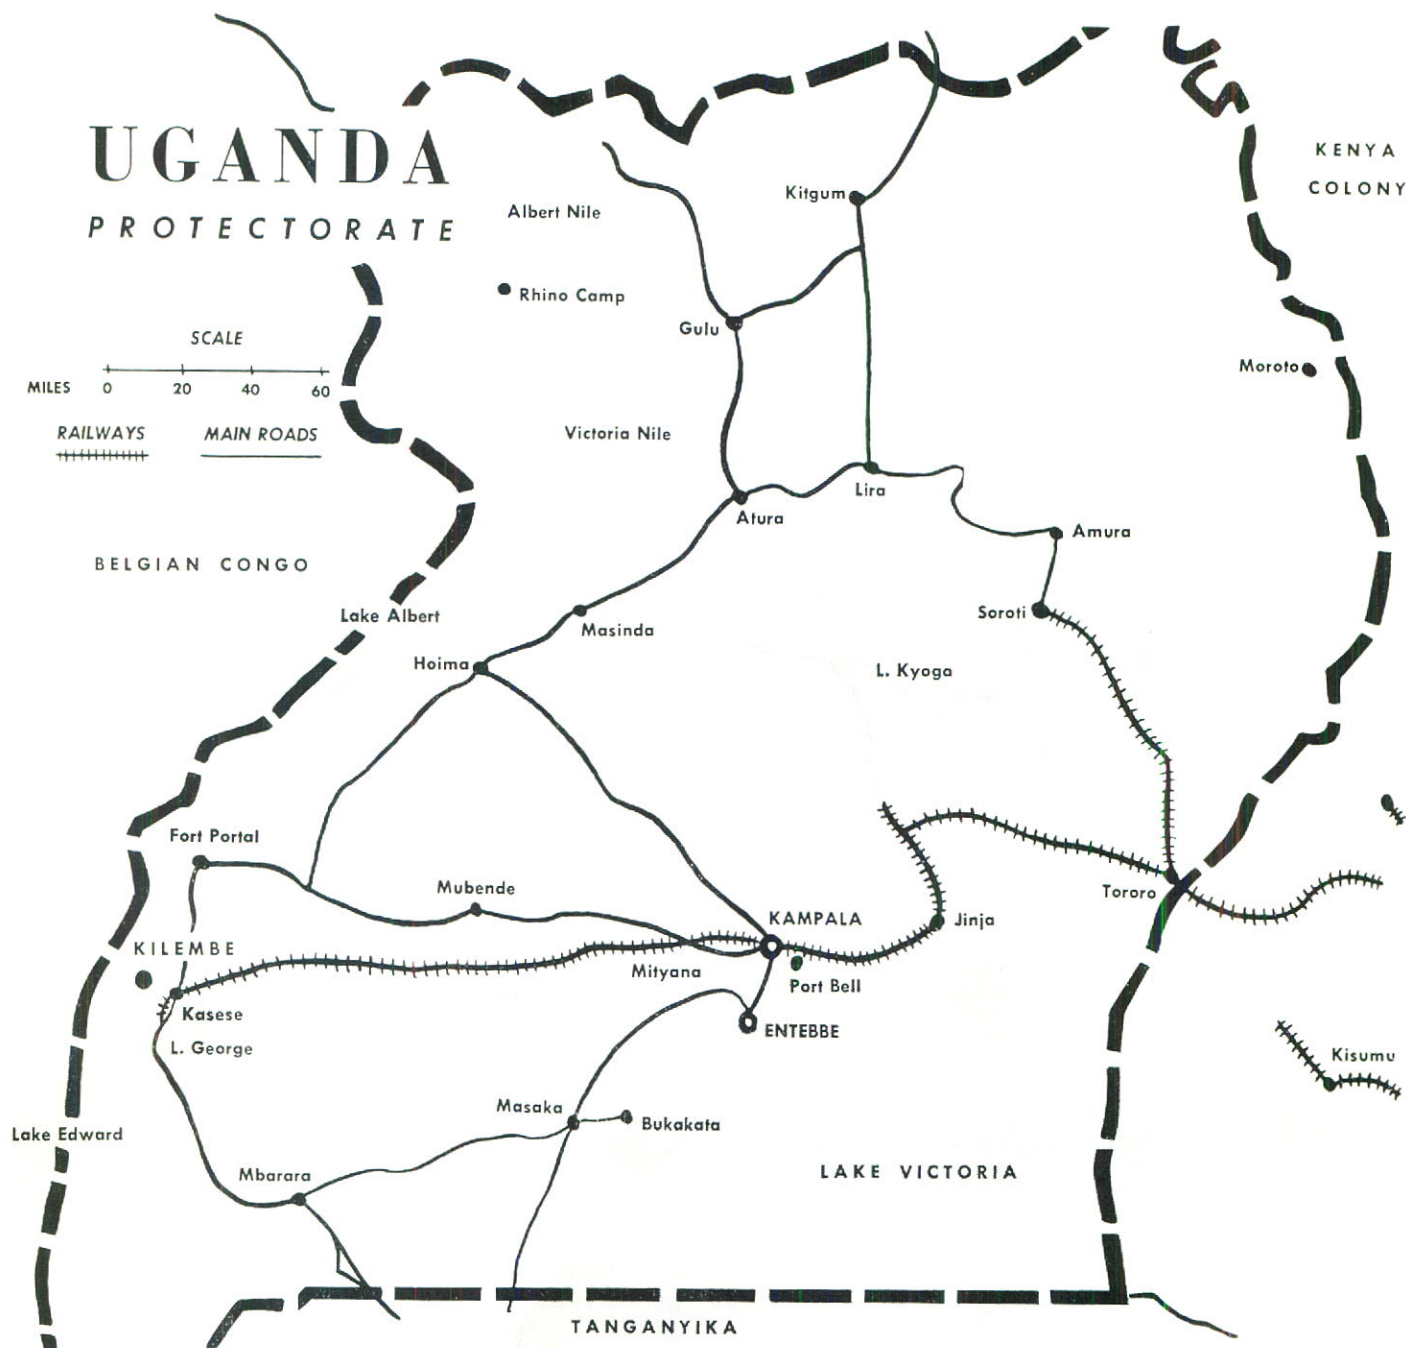 UGANDA
PROTECTORATE
KENYA
COLONY
Kitgum
Albert Nile
Rhino Camp
Gulu
SCALE
MILES 0 20 40 60
RAILWAYS MAIN ROADS
Moroto
Victoria Nile
Lira
Atura
Amura
BELGIAN CONGO
Lake Albert
Soroti
Masinda
Hoima
L. Kyoga
Fort Portal
Mubende
Tororo
KAMPALA
Jinja
KILEMBE
Mityana
Port Bell
Kasese
ENTEBBE
L. George
Kisumu
Masaka
Bukakata
Lake Edward
Mbarara
LAKE VICTORIA
TANGANYIKA